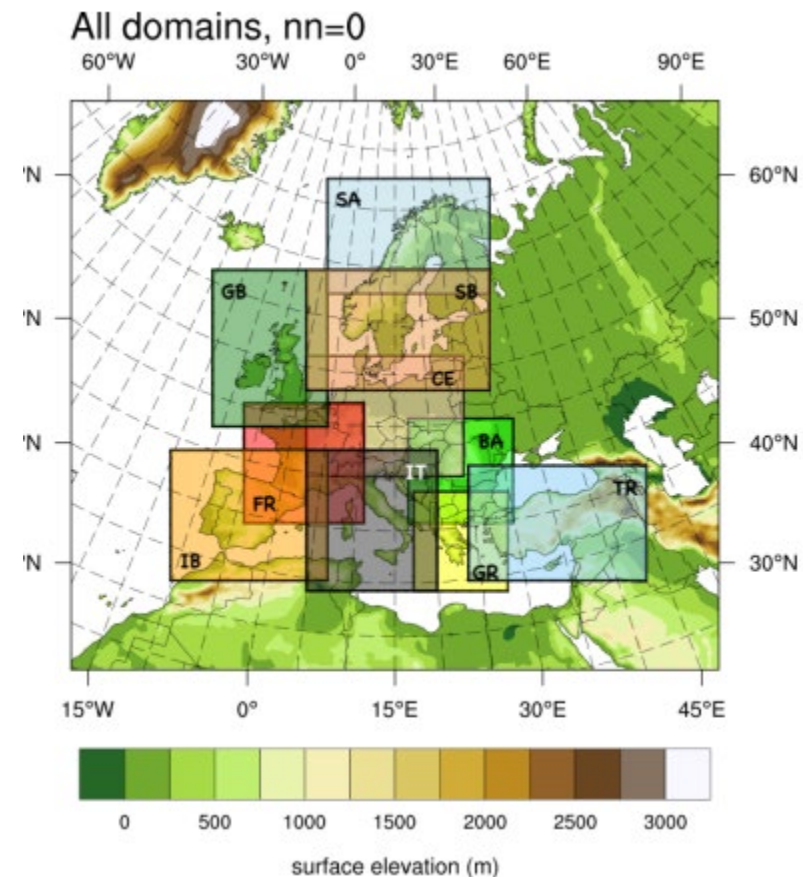 All domains, nn=0
60°W 30°W 0° 30°E 60°E 90°E
SA
'N 60°N
GB SB
'N 50°N
CE
'N BA 40°N
IT
TR
FR
IB GR
'N 30°N
15°W 0° 15°E 30°E 45°E
0 500 1000 1500 2000 2500 3000
surface elevation (m)